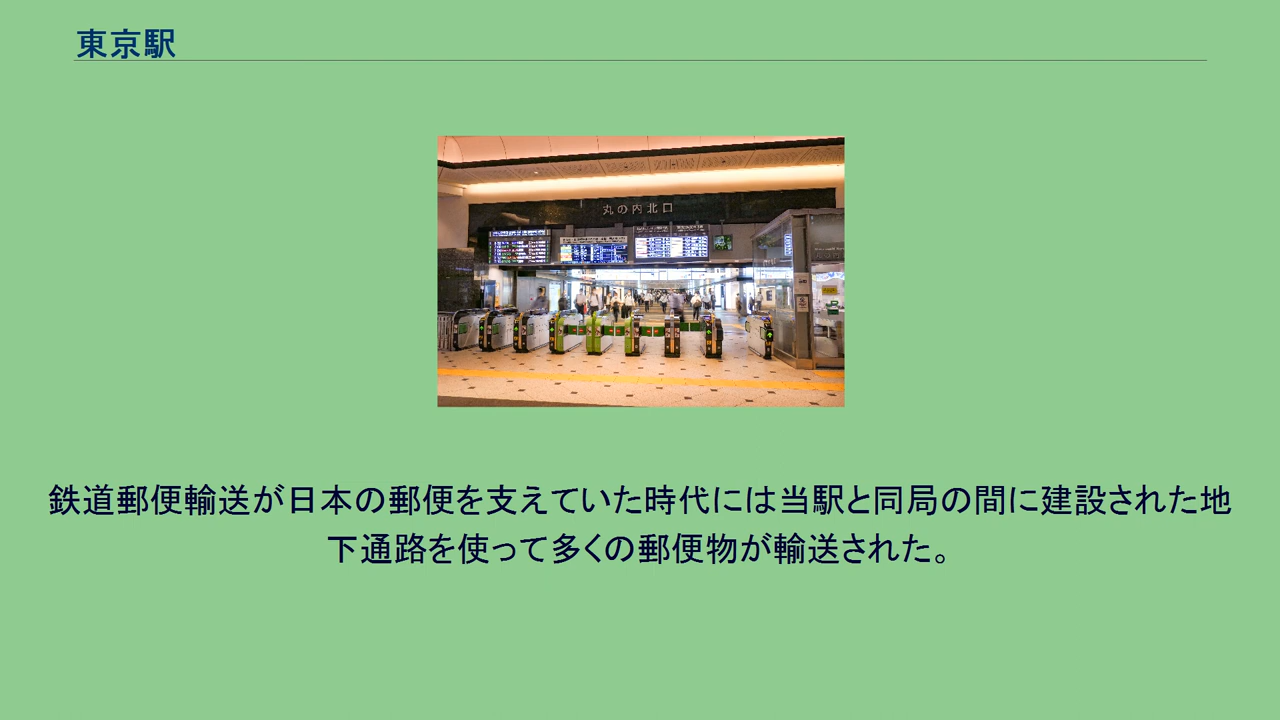 東京駅
丸の内北口
鉄道郵便輸送が日本の郵便を支えていた時代には当駅と同局の間に建設された地
下通路を使って多くの郵便物が輸送された。